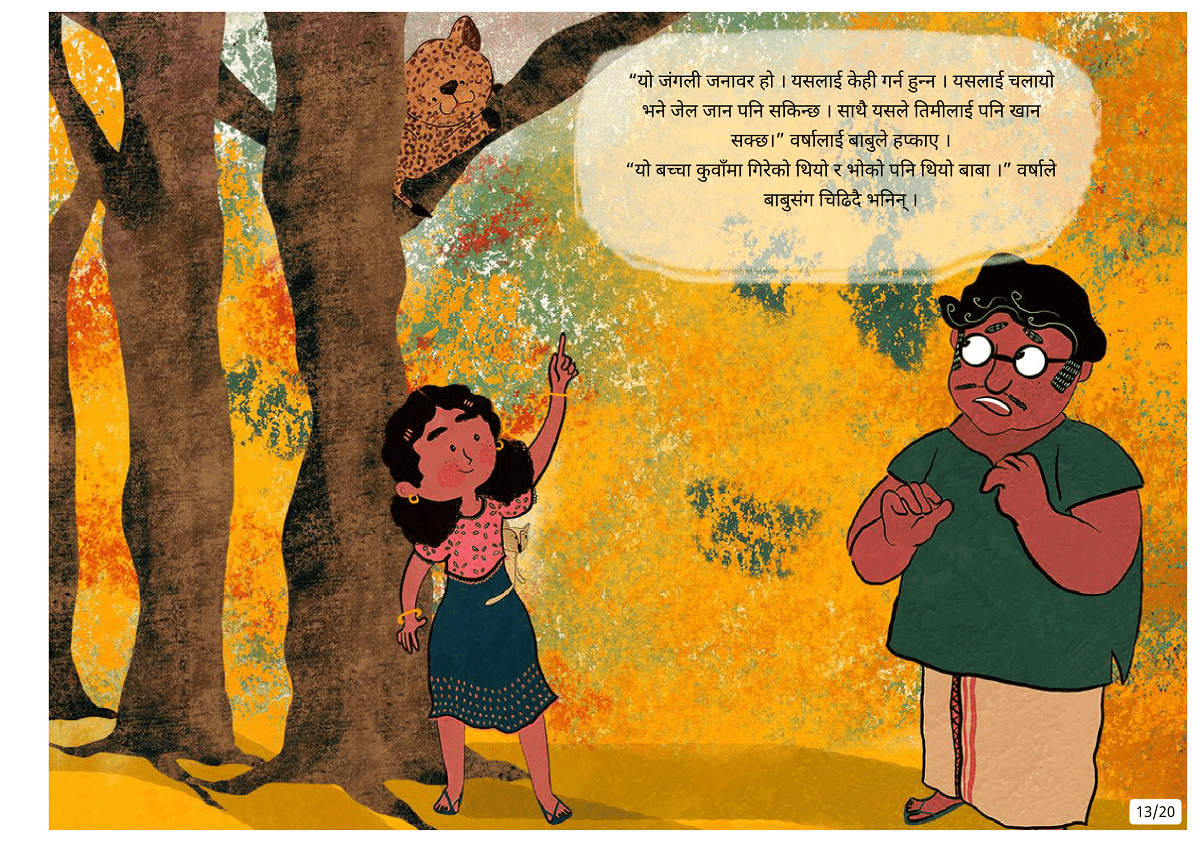 “यो जंगली जनावर हो । यसलाई केही गर्न हुन्न । यसलाई चलायो
भने जेल जान पनि सकिन्छ । साथै यसले तिमीलाई पनि खान
सक्छ।” वर्षालाई बाबुले हप्काए ।
“यो बच्चा कुवाँमा गिरेको थियो र भोको पनि थियो बाबा ।” वर्षाले
बाबुसंग चिढिदै भनिन् ।
13/20